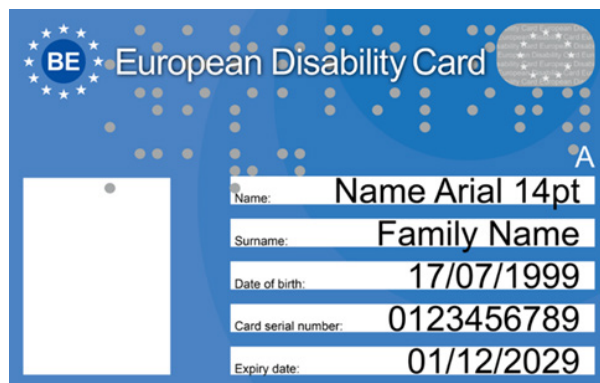 BE
European Disability Card
A
Name: Name Arial 14pt
Surname: Family Name
Date of birth: 17/07/1999
Card serial number: 0123456789
Expiry date: 01/12/2029